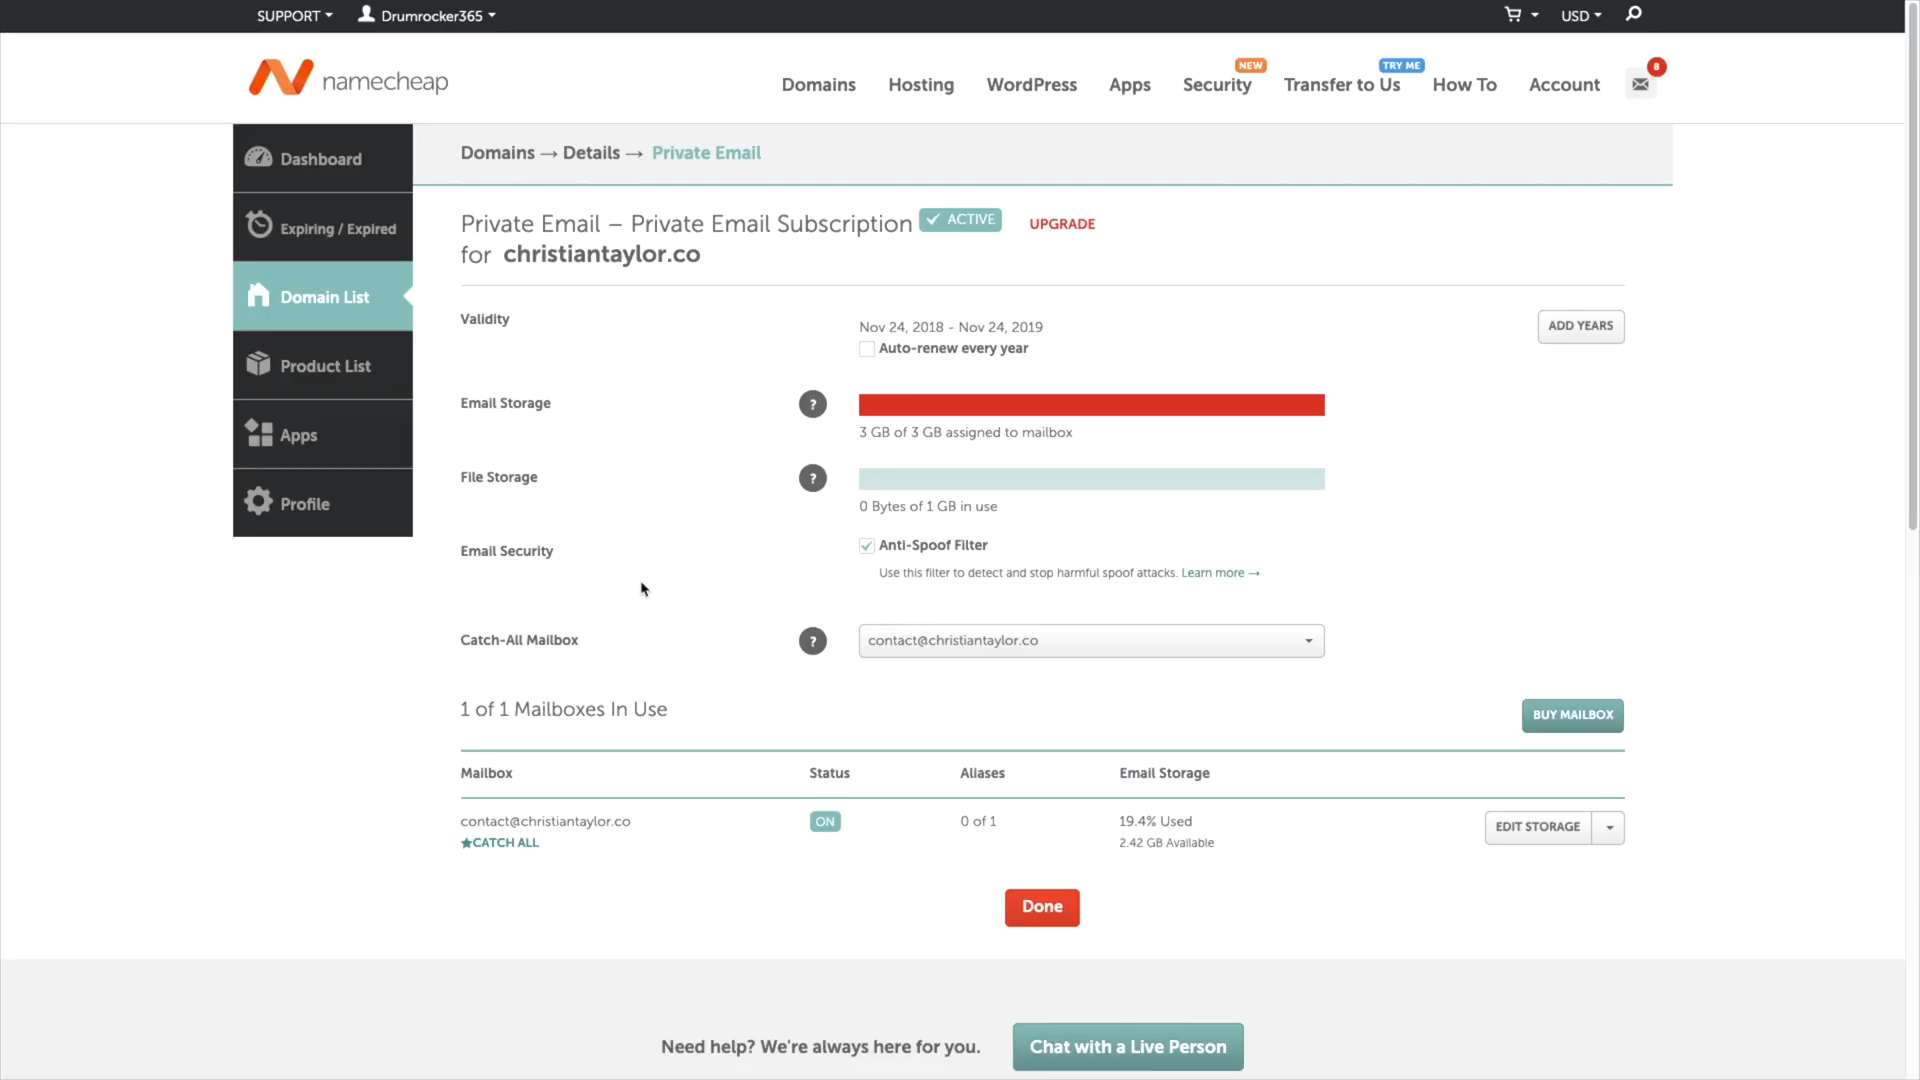 SUPPORT
Drumrocker365
USD
namecheap
Domains
Hosting
WordPress
Apps
NEW
Security
TRY ME
Transfer to Us
How To
Account
8
Dashboard
Expiring / Expired
Domain List
Product List
Apps
Profile
Domains → Details → Private Email
Private Email – Private Email Subscription ACTIVE UPGRADE
for christiantaylor.co
Validity
Nov 24, 2018 - Nov 24, 2019
Auto-renew every year
ADD YEARS
Email Storage
?
3 GB of 3 GB assigned to mailbox
File Storage
?
0 Bytes of 1 GB in use
Email Security
Anti-Spoof Filter
Use this filter to detect and stop harmful spoof attacks. Learn more →
Catch-All Mailbox
?
contact@christiantaylor.co
1 of 1 Mailboxes In Use
BUY MAILBOX
Mailbox Status Aliases Email Storage
contact@christiantaylor.co ON 0 of 1 19.4% Used EDIT STORAGE
★CATCH ALL 2.42 GB Available
Done
Need help? We're always here for you.
Chat with a Live Person